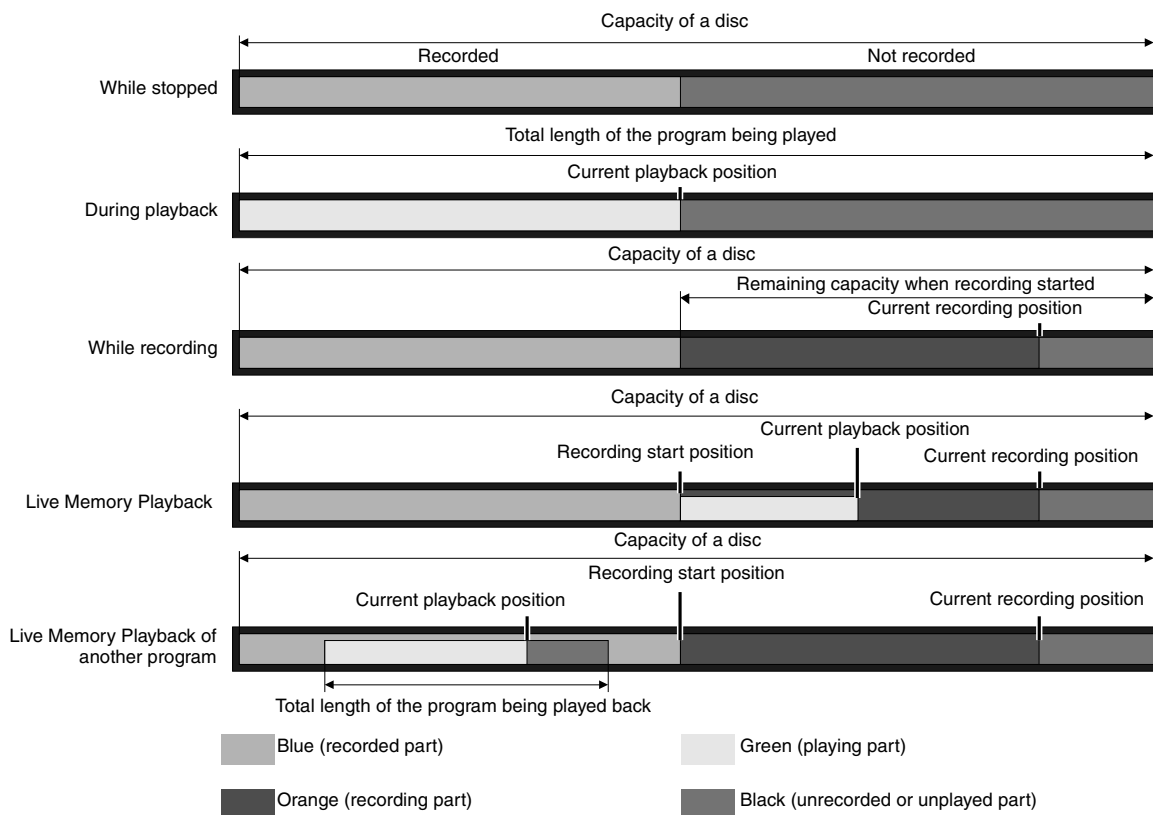 Capacity of a disc
Recorded
Not recorded
While stopped
Total length of the program being played
Current playback position
During playback
Capacity of a disc
Remaining capacity when recording started
Current recording position
While recording
Capacity of a disc
Current playback position
Recording start position
Current recording position
Live Memory Playback
Capacity of a disc
Recording start position
Current playback position
Current recording position
Live Memory Playback of
another program
Total length of the program being played back
Blue (recorded part)
Green (playing part)
Orange (recording part)
Black (unrecorded or unplayed part)